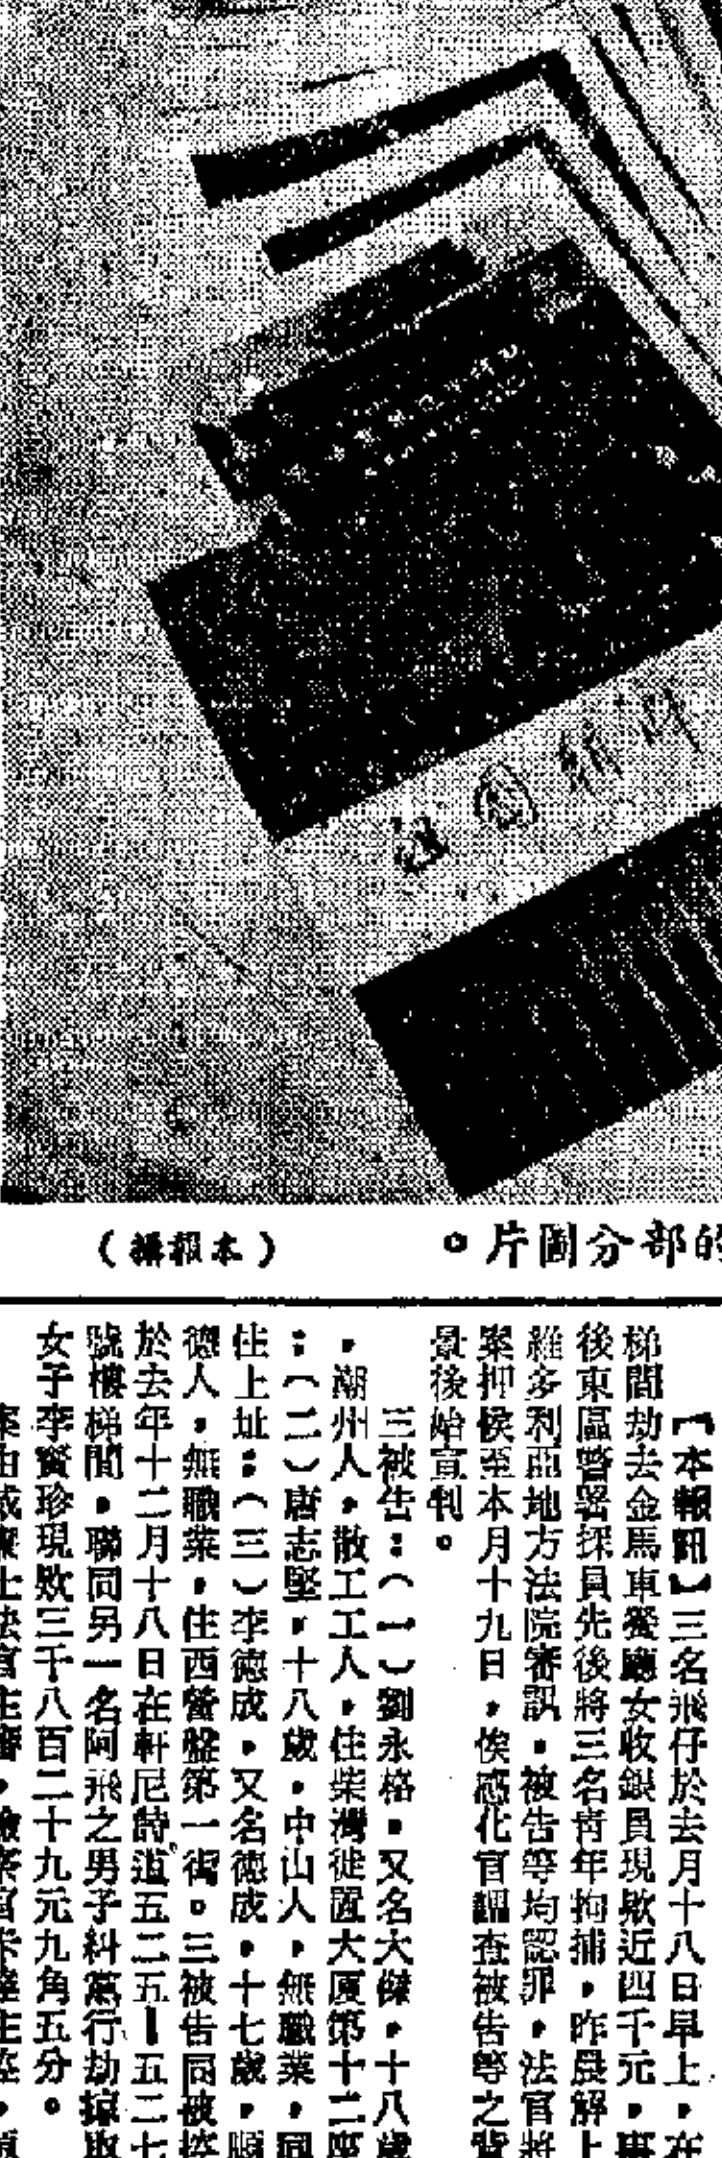 的部分圖片。
（本報攝）
【本報訊】三名飛仔於去月十八日早上，在
梯間劫去金馬車餐廳女收銀員現欵近四千元，事
後東區警署探員先後將三名青年拘捕，昨晨解上
維多利亞地方法院審訊，被告等均認罪，法官將
案押候至本月十九日，俟感化官調查被告等之背
景後始宣判。
三被告：（一）劉永格，又名大傑，十八歲
，潮州人，散工工人，住柴灣徙置大厦第十二座
；（二）唐志堅，十八歲，中山人，無職業，同
住上址；（三）李德成，又名德成，十七歲，順
德人，無職業，住西營盤第一街。三被告同被控
於去年十二月十八日在軒尼詩道五二五—五二七
號樓梯間，聯同另一名阿飛之男子糾黨行劫掠取
女子李賢珍現欵三千八百二十九元九角五分。